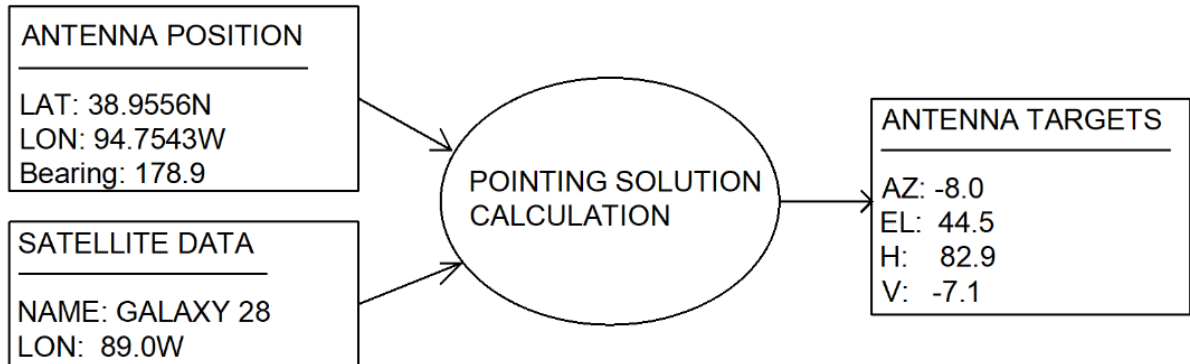 ANTENNA POSITION
LAT: 38.9556N
LON: 94.7543W
Bearing: 178.9
SATELLITE DATA
NAME: GALAXY 28
LON: 89.0W
POINTING SOLUTION
CALCULATION
ANTENNA TARGETS
AZ: -8.0
EL: 44.5
H: 82.9
V: -7.1